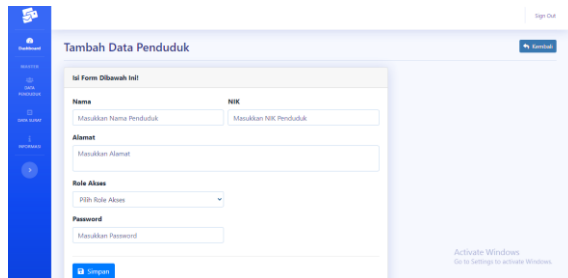 Sign Out
Dashboard
Tambah Data Penduduk
Kembali
MASTER
DATA PENDUDUK
DATA SURAT
INFORMASI
Isi Form Dibawah Ini!
Nama NIK
Masukkan Nama Penduduk Masukkan NIK Penduduk
Alamat
Masukkan Alamat
Role Akses
Pilih Role Akses
Password
Masukkan Password
Simpan
Activate Windows
Go to Settings to activate Windows.